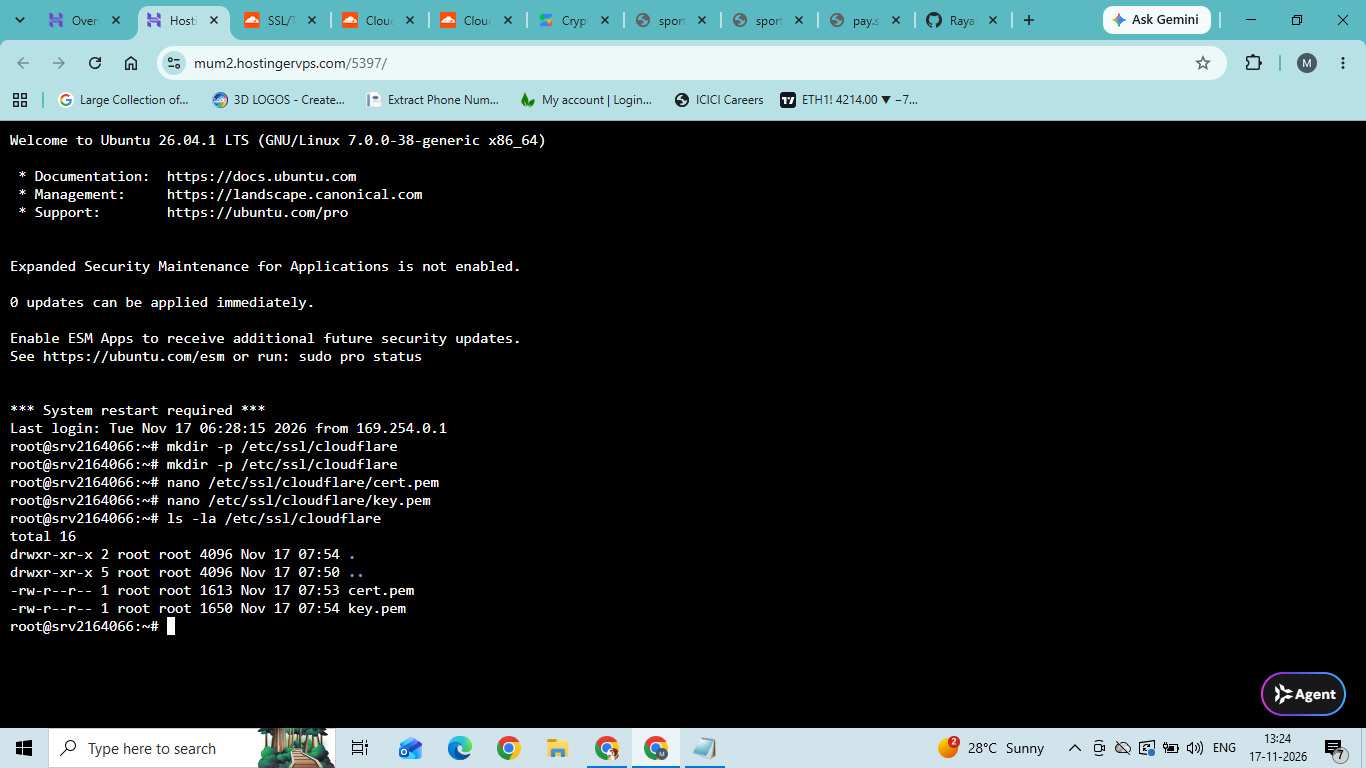 Over
Hosti
SSL/T
Clou
Clou
Cryp
sport
spor
pay.s
Raya
Ask Gemini
mum2.hostingervps.com/5397/
M
Large Collection of...
3D LOGOS - Create...
Extract Phone Num...
My account | Login...
ICICI Careers
ETH1! 4214.00 ▼ −7...
Welcome to Ubuntu 26.04.1 LTS (GNU/Linux 7.0.0-38-generic x86_64)
* Documentation:  https://docs.ubuntu.com
* Management:     https://landscape.canonical.com
* Support:        https://ubuntu.com/pro
Expanded Security Maintenance for Applications is not enabled.
0 updates can be applied immediately.
Enable ESM Apps to receive additional future security updates.
See https://ubuntu.com/esm or run: sudo pro status
*** System restart required ***
Last login: Tue Nov 17 06:28:15 2026 from 169.254.0.1
root@srv2164066:~# mkdir -p /etc/ssl/cloudflare
root@srv2164066:~# mkdir -p /etc/ssl/cloudflare
root@srv2164066:~# nano /etc/ssl/cloudflare/cert.pem
root@srv2164066:~# nano /etc/ssl/cloudflare/key.pem
root@srv2164066:~# ls -la /etc/ssl/cloudflare
total 16
drwxr-xr-x 2 root root 4096 Nov 17 07:54 .
drwxr-xr-x 5 root root 4096 Nov 17 07:50 ..
-rw-r--r-- 1 root root 1613 Nov 17 07:53 cert.pem
-rw-r--r-- 1 root root 1650 Nov 17 07:54 key.pem
root@srv2164066:~#
Agent
Type here to search
2
28°C Sunny
ENG
13:24
17-11-2026
7